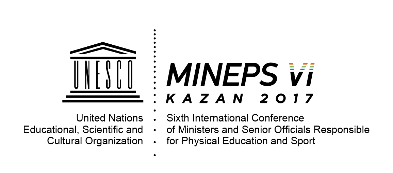 UNESCO
United Nations
Educational, Scientific and
Cultural Organization
MINEPS VI
KAZAN 2017
Sixth International Conference
of Ministers and Senior Officials Responsible
for Physical Education and Sport